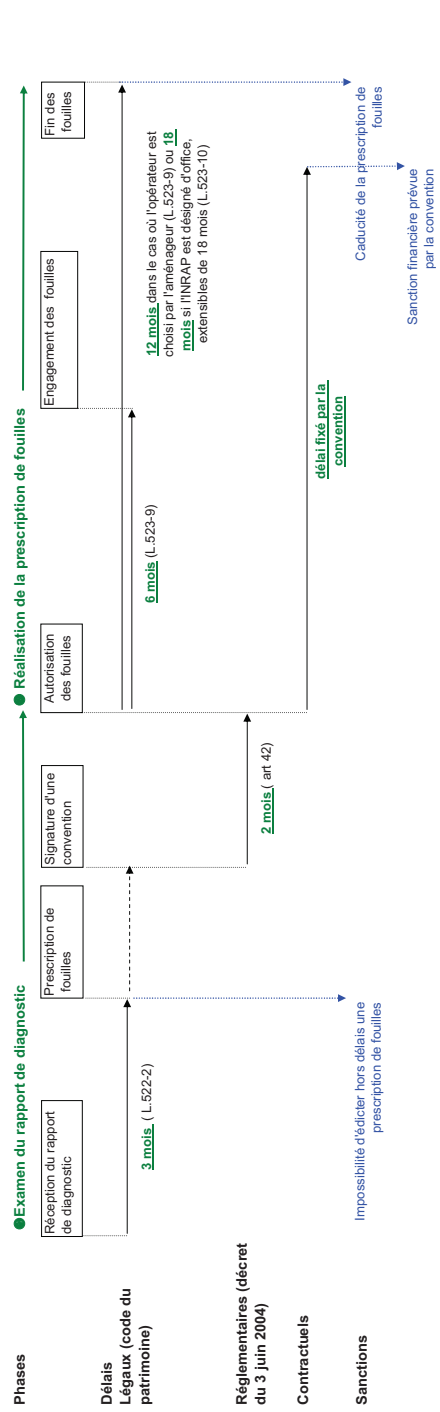 Phases
●Examen du rapport de diagnostic
● Réalisation de la prescription de fouilles
Réception du rapport
de diagnostic
Prescription de
fouilles
Signature d'une
convention
Autorisation
des fouilles
Engagement des fouilles
Fin des
fouilles
Délais
Légaux (code du
patrimoine)
3 mois ( L.522-2)
6 mois (L.523-9)
12 mois dans le cas où l'opérateur est
choisi par l'aménageur (L.523-9) ou 18
mois si l'INRAP est désigné d'office,
extensibles de 18 mois (L.523-10)
Réglementaires (décret
du 3 juin 2004)
2 mois ( art 42)
Contractuels
délai fixé par la
convention
Sanctions
Impossibilité d'édicter hors délais une
prescription de fouilles
Caducité de la prescription de
fouilles
Sanction financière prévue
par la convention